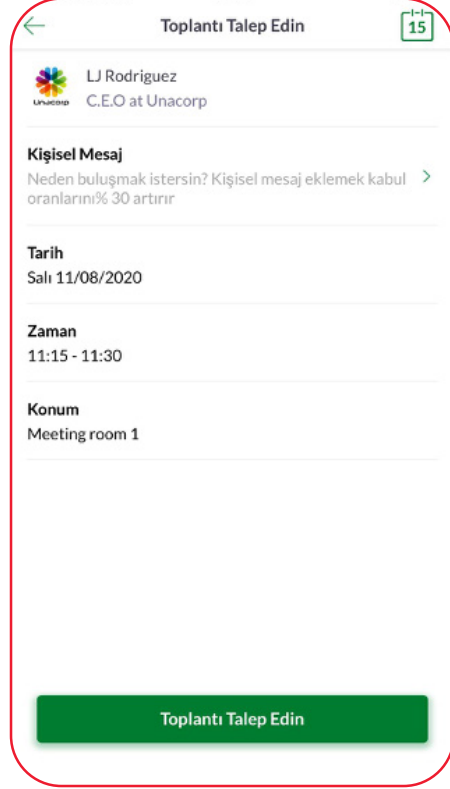 Toplantı Talep Edin
15
LJ Rodriguez
Unacorp
C.E.O at Unacorp
Kişisel Mesaj
Neden buluşmak istersin? Kişisel mesaj eklemek kabul
oranlarını% 30 artırır
Tarih
Salı 11/08/2020
Zaman
11:15 - 11:30
Konum
Meeting room 1
Toplantı Talep Edin